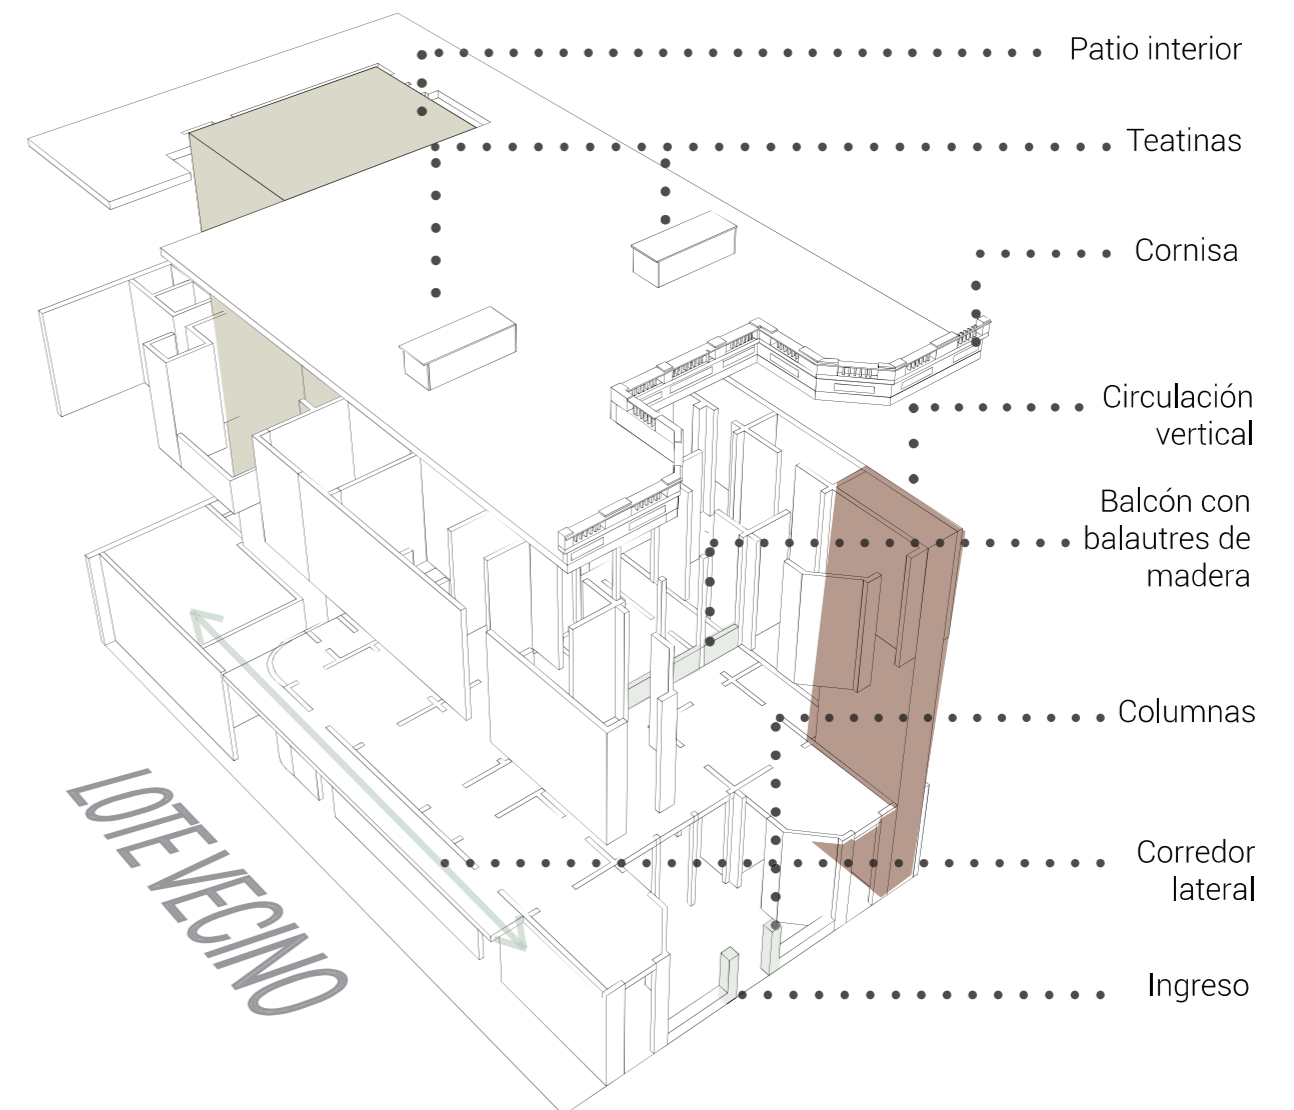 Patio interior
Teatinas
Cornisa
Circulación
vertical
Balcón con
balautres de
madera
Columnas
Corredor
lateral
Ingreso
LOTE VECINO